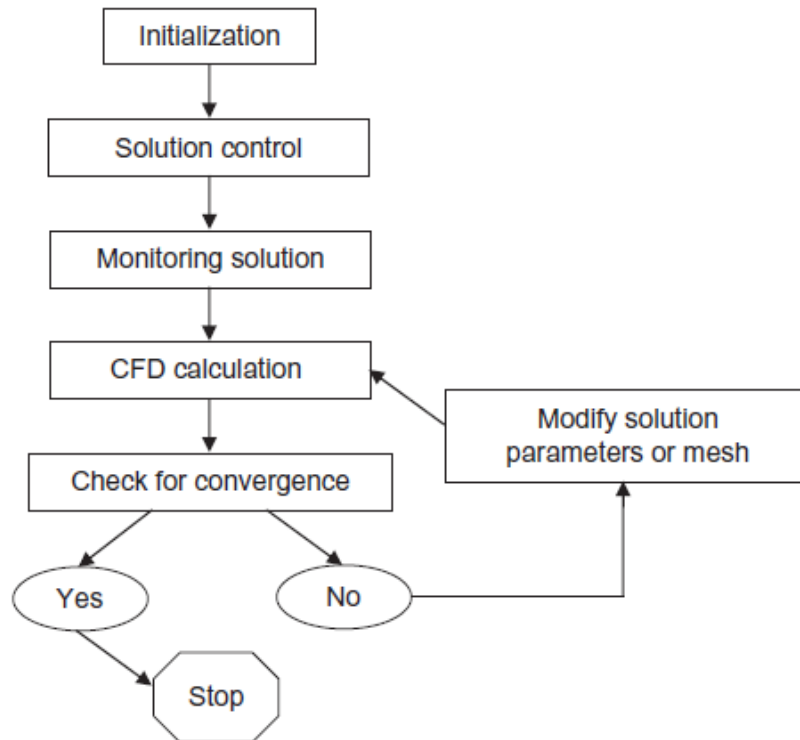 Initialization
Solution control
Monitoring solution
CFD calculation
Modify solution
parameters or mesh
Check for convergence
Yes
No
Stop